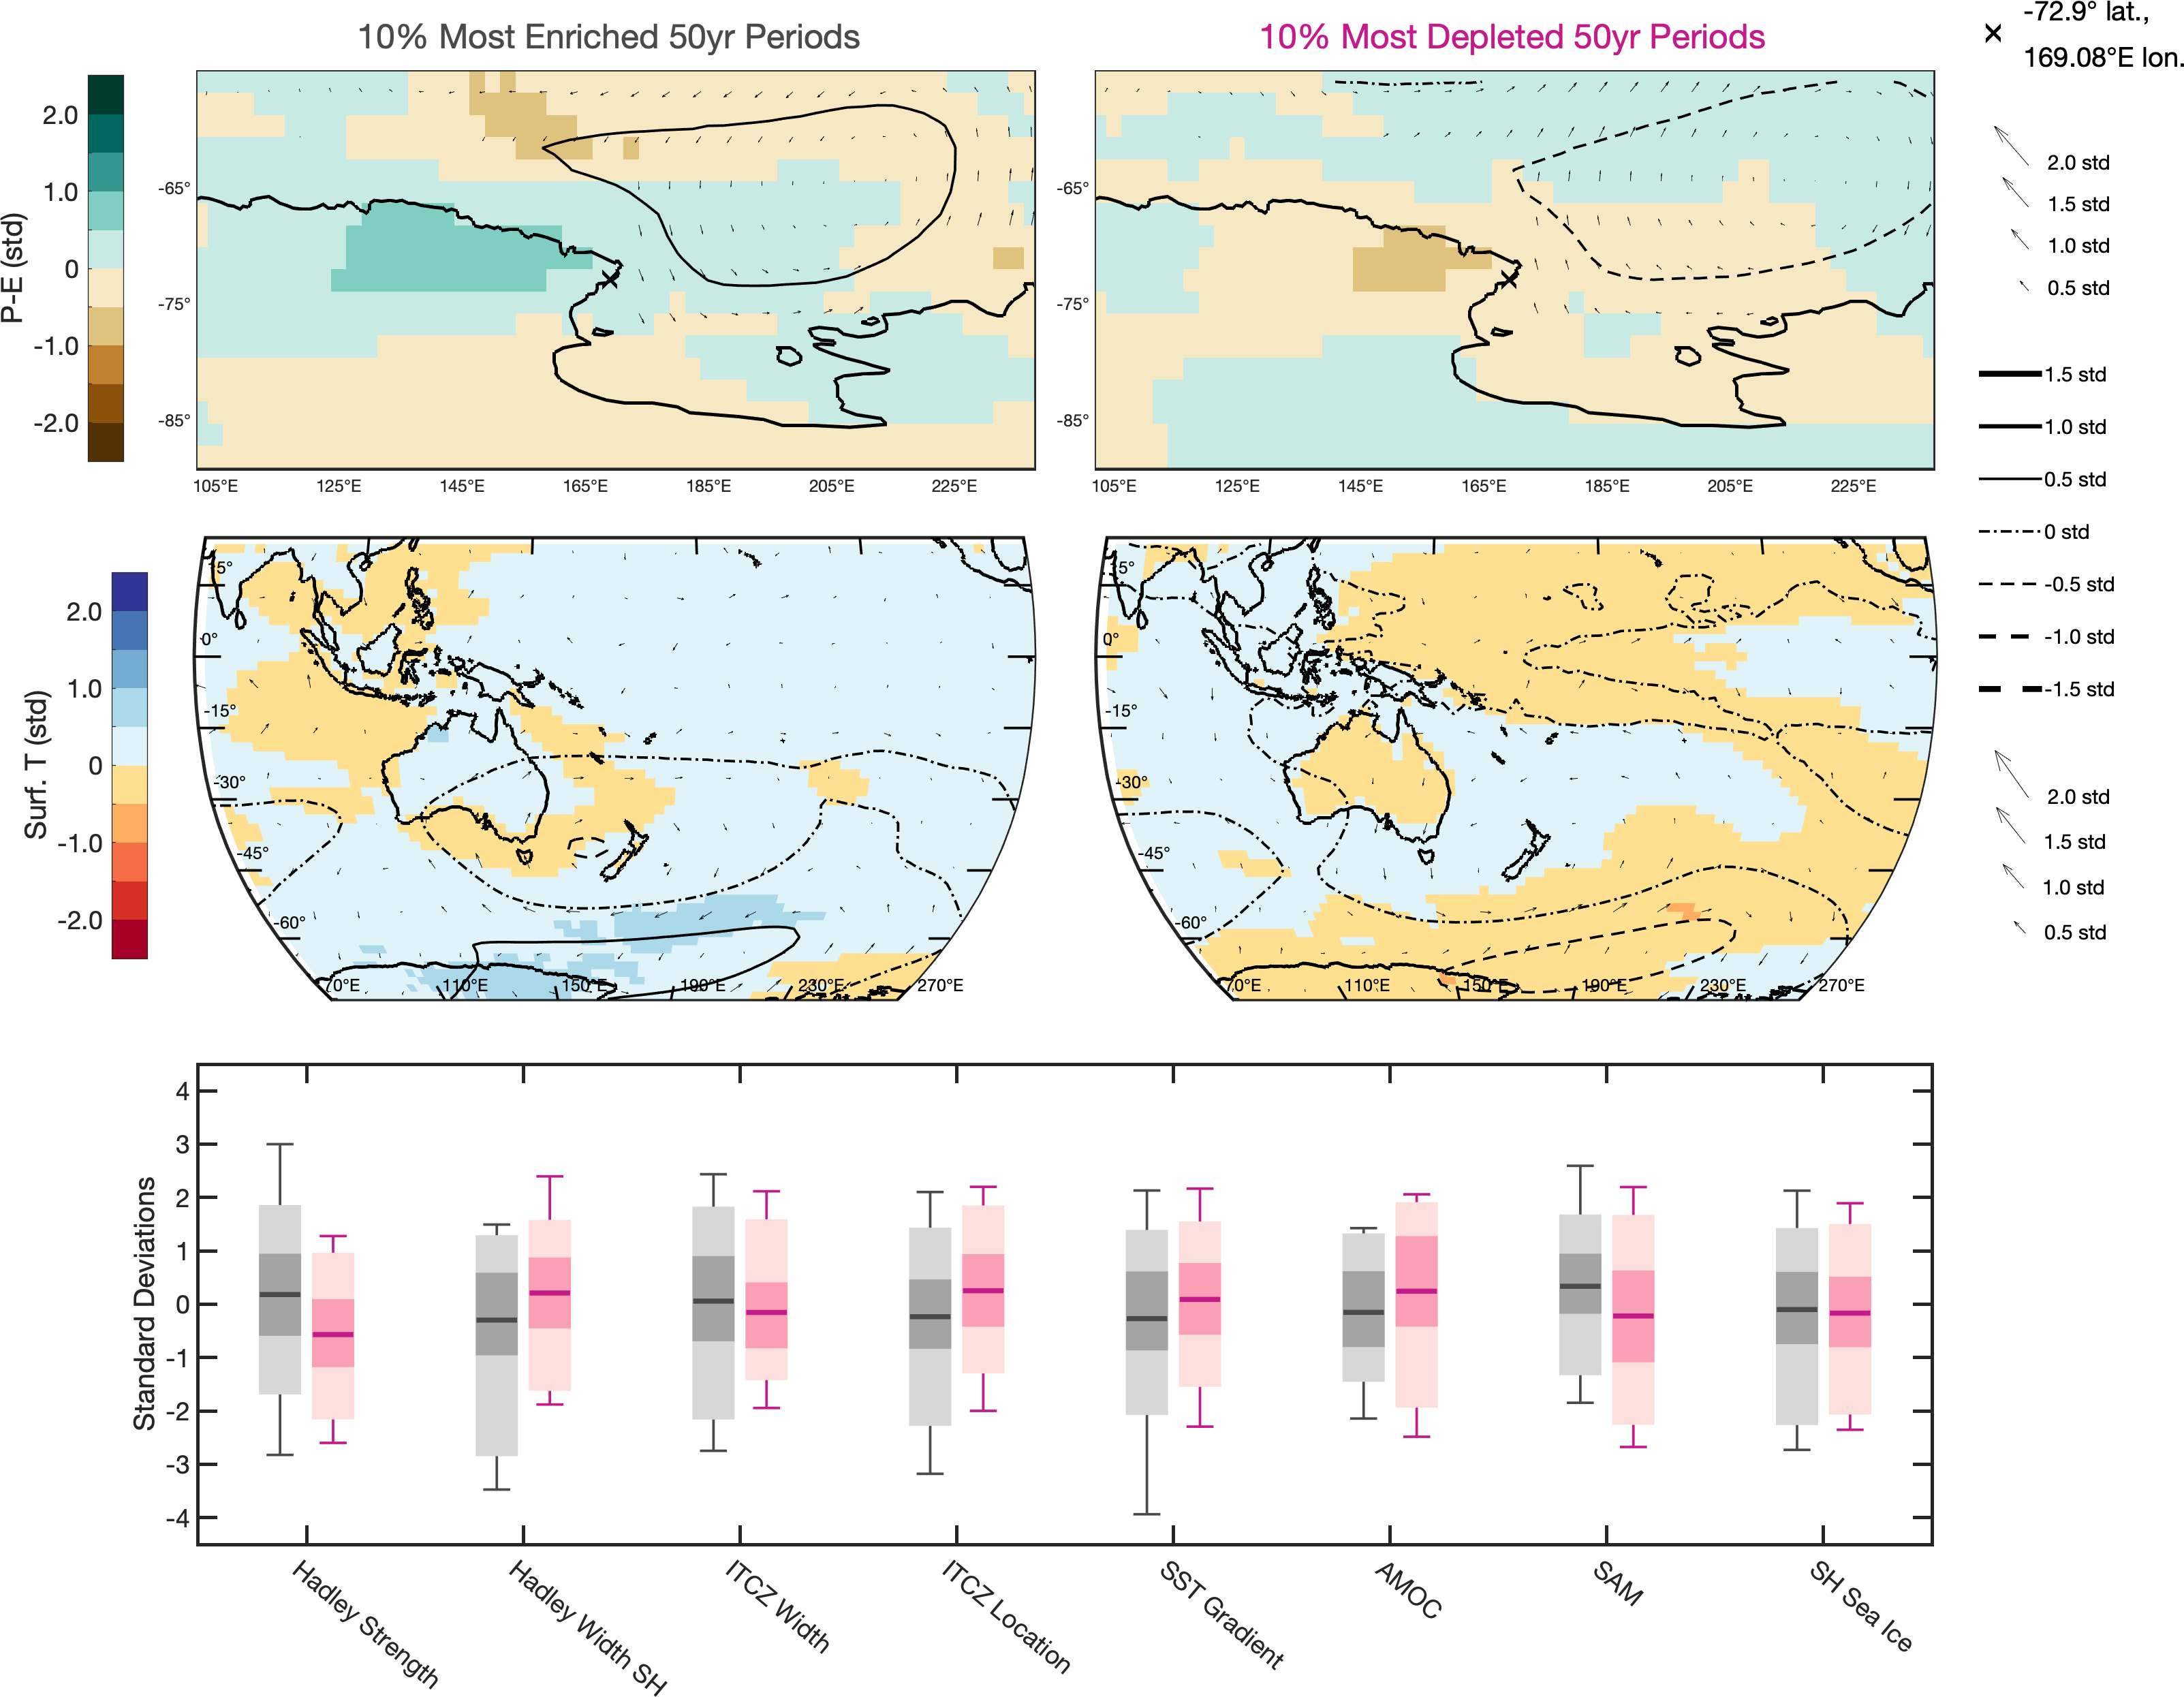 10% Most Enriched 50yr Periods
10% Most Depleted 50yr Periods
-72.9° lat.,
169.08°E lon.
P-E (std)
2.0
1.0
0
-1.0
-2.0
-65°
-75°
-85°
105°E 125°E 145°E 165°E 185°E 205°E 225°E
-65°
-75°
-85°
105°E 125°E 145°E 165°E 185°E 205°E 225°E
2.0 std
1.5 std
1.0 std
0.5 std
1.5 std
1.0 std
0.5 std
0 std
-0.5 std
-1.0 std
-1.5 std
2.0 std
1.5 std
1.0 std
0.5 std
Surf. T (std)
2.0
1.0
0
-1.0
-2.0
0°
-15°
-30°
-45°
-60°
70°E 110°E 150°E 190°E 230°E 270°E
0°
-15°
-30°
-45°
-60°
70°E 110°E 150°E 190°E 230°E 270°E
Standard Deviations
4
3
2
1
0
-1
-2
-3
-4
Hadley Strength
Hadley Width SH
ITCZ Width
ITCZ Location
SST Gradient
AMOC
SAM
SH Sea Ice